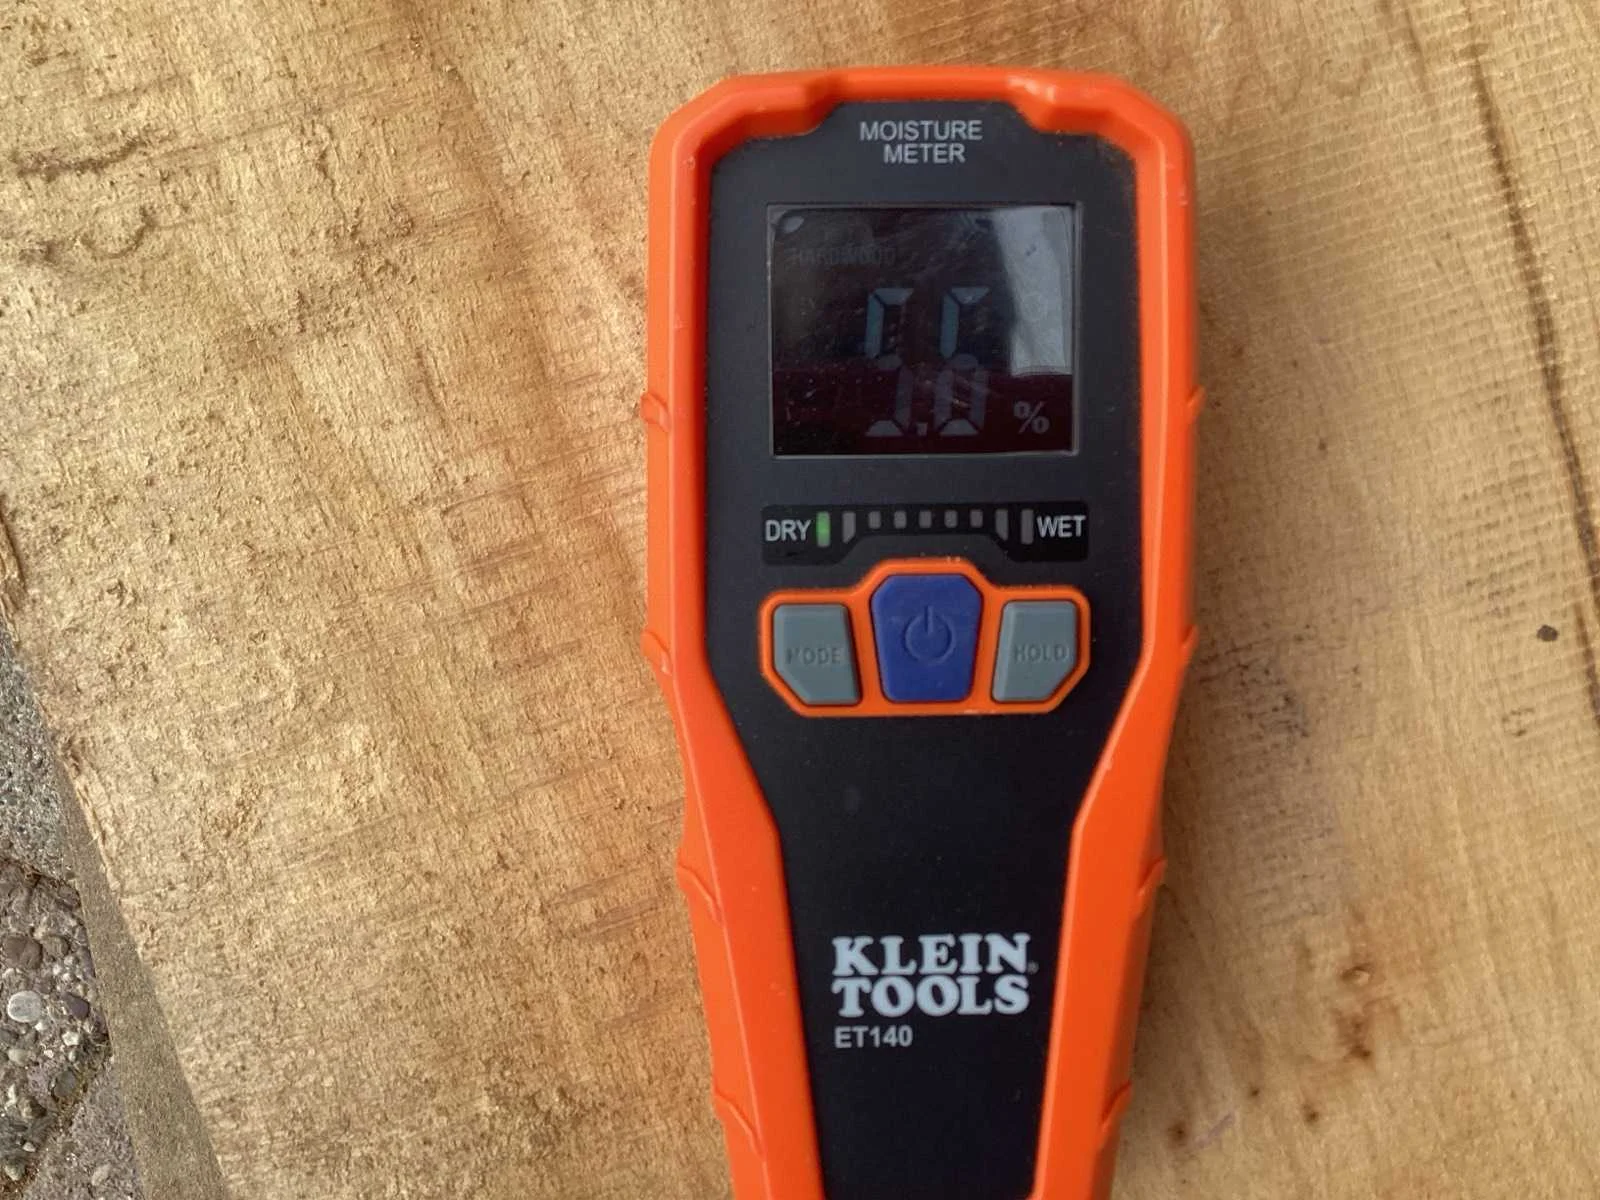 MOISTURE
METER
HARDWOOD
%
DRY WET
MODE HOLD
KLEIN
TOOLS
ET140